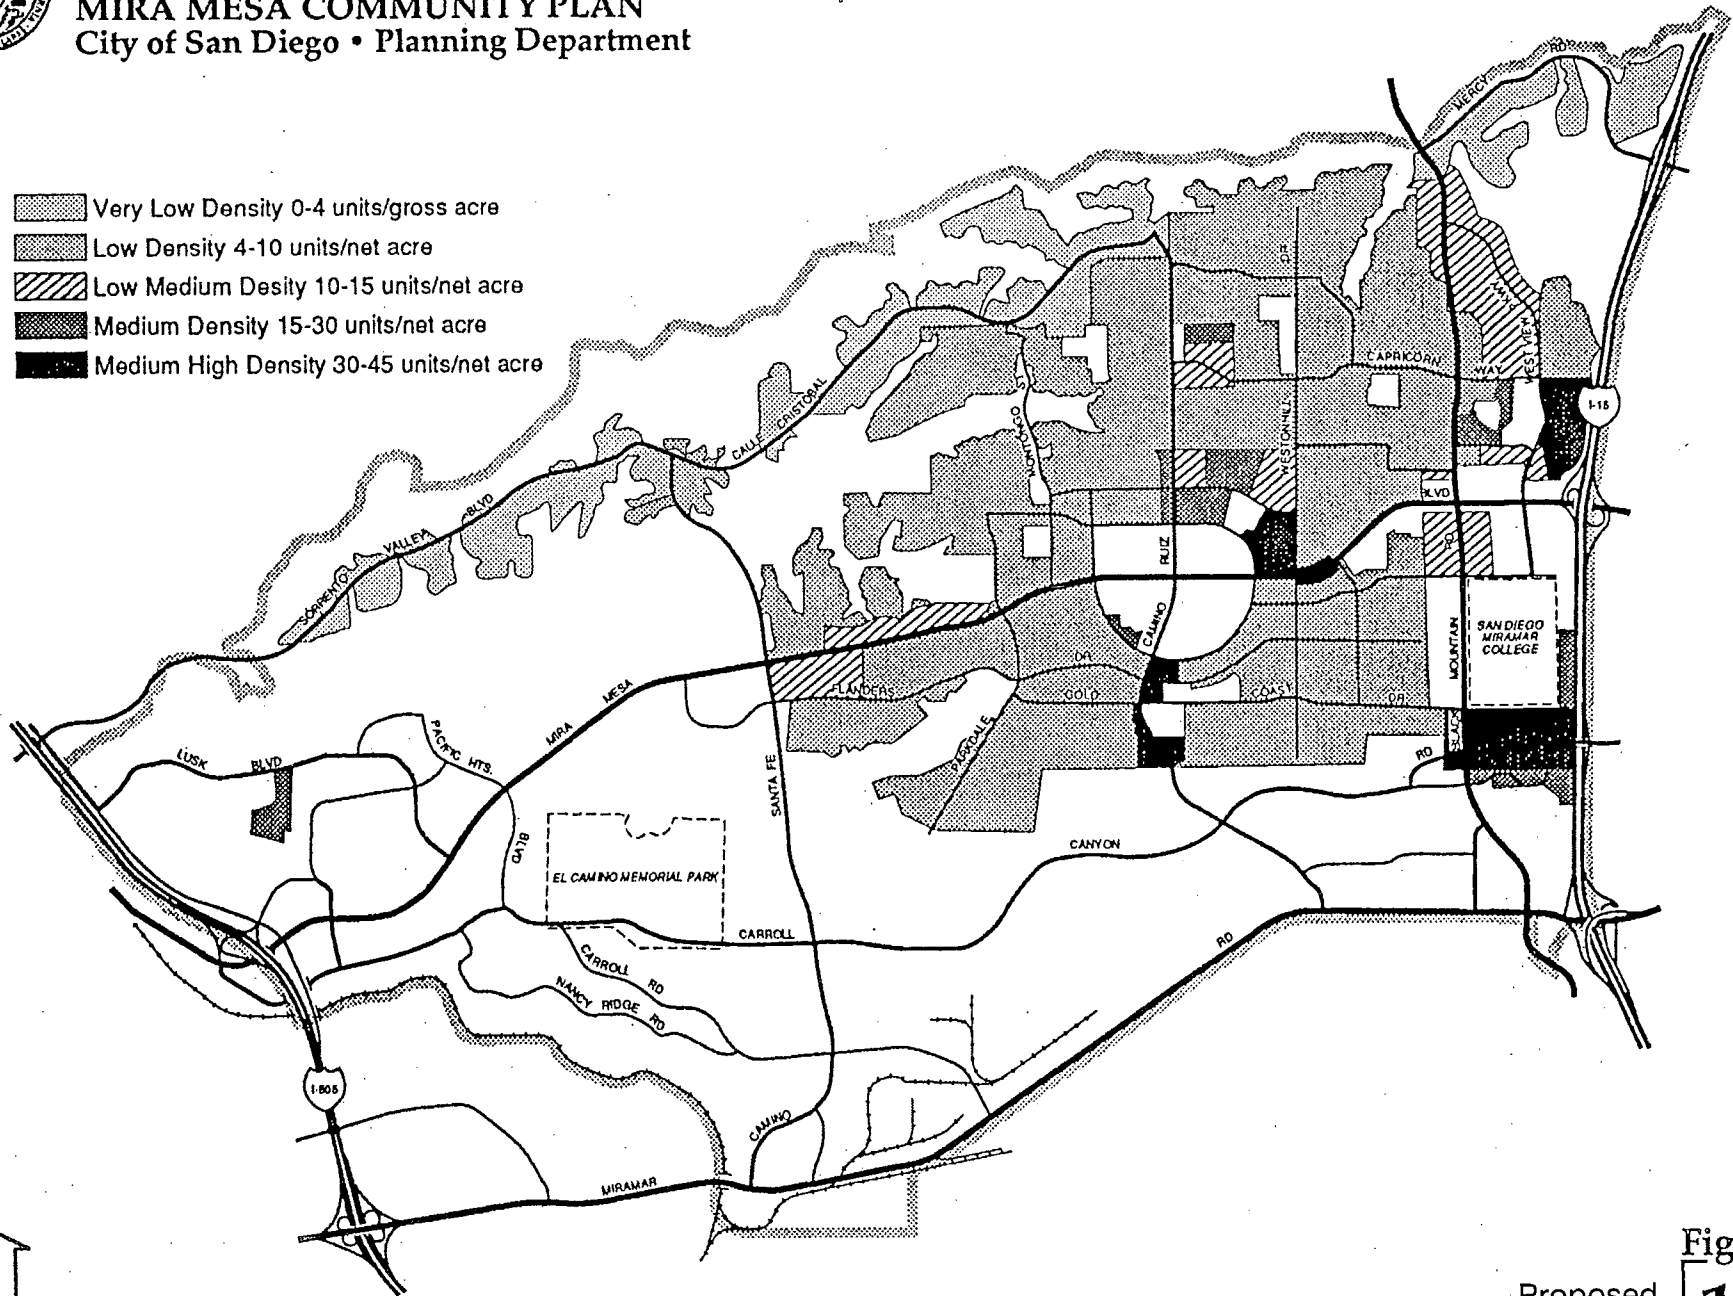 MIRA MESA COMMUNITY PLAN
City of San Diego • Planning Department
Very Low Density 0-4 units/gross acre
Low Density 4-10 units/net acre
Low Medium Desity 10-15 units/net acre
Medium Density 15-30 units/net acre
Medium High Density 30-45 units/net acre
MERCY
RD
DR
WAY
WEST VIEW
CAPRICORN
WAY
I-15
CALLE CRISTOBAL
MONTONGO
WESTONHILL
SORRENTO
VALLEY
BLVD
BLVD
RD
RUIZ
CAMINO
SAN DIEGO
MIRAMAR
COLLEGE
MOUNTAIN
BLACK
DR
FLANDERS
GOLD
COAST
DR
MIRA
MESA
PARKDALE
RD
LUSK
BLVD
PACIFIC HTS.
BLVD
SANTA FE
CANYON
EL CAMINO MEMORIAL PARK
CARROLL
RD
CARROLL RD
NANCY RIDGE RD
I-805
CAMINO
MIRAMAR
Fig
Proposed